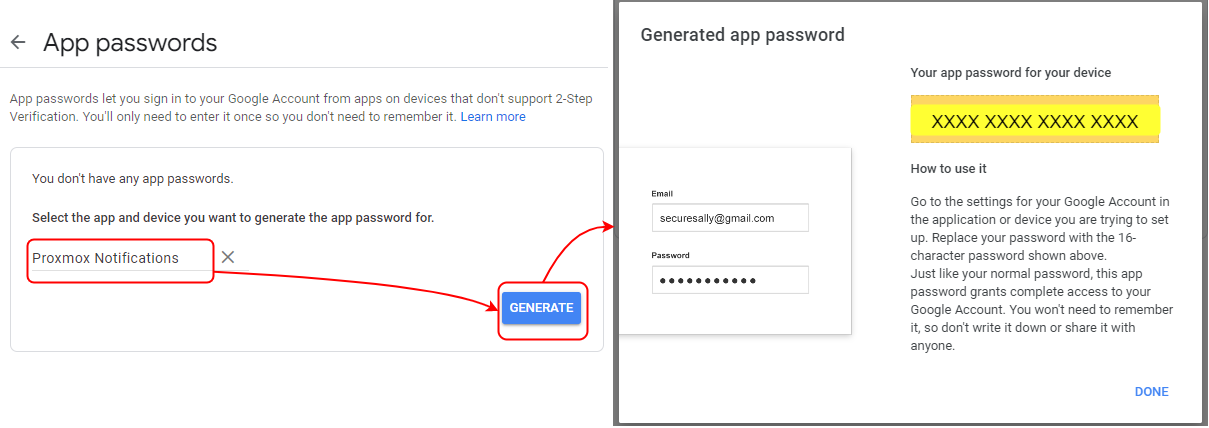 App passwords
App passwords let you sign in to your Google Account from apps on devices that don't support 2-Step
Verification. You'll only need to enter it once so you don't need to remember it. Learn more
You don't have any app passwords.
Select the app and device you want to generate the app password for.
Proxmox Notifications
GENERATE
Generated app password
Email
securesally@gmail.com
Password
Your app password for your device
XXXX XXXX XXXX XXXX
How to use it
Go to the settings for your Google Account in
the application or device you are trying to set
up. Replace your password with the 16-
character password shown above.
Just like your normal password, this app
password grants complete access to your
Google Account. You won't need to remember
it, so don't write it down or share it with
anyone.
DONE